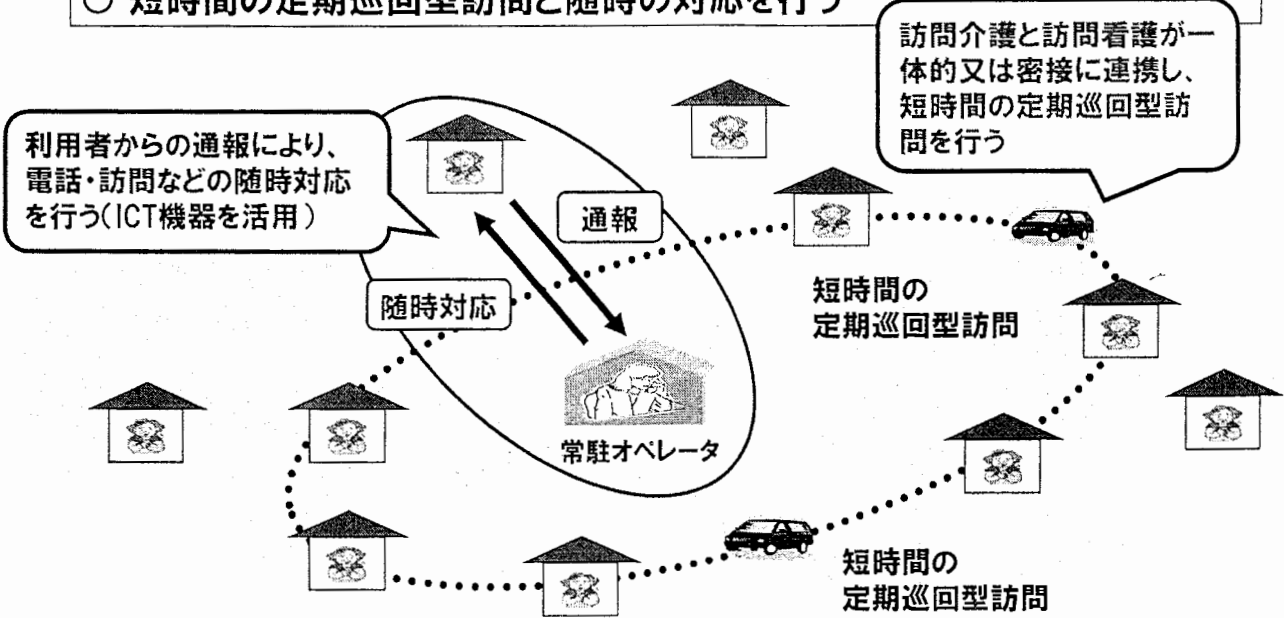 ○ 短時間の定期巡回型訪問と随時の対応を行う
訪問介護と訪問看護が一
体的又は密接に連携し、
短時間の定期巡回型訪
問を行う
利用者からの通報により、
電話・訪問などの随時対応
を行う(ICT機器を活用)
通報
随時対応
短時間の
定期巡回型訪問
常駐オペレータ
短時間の
定期巡回型訪問